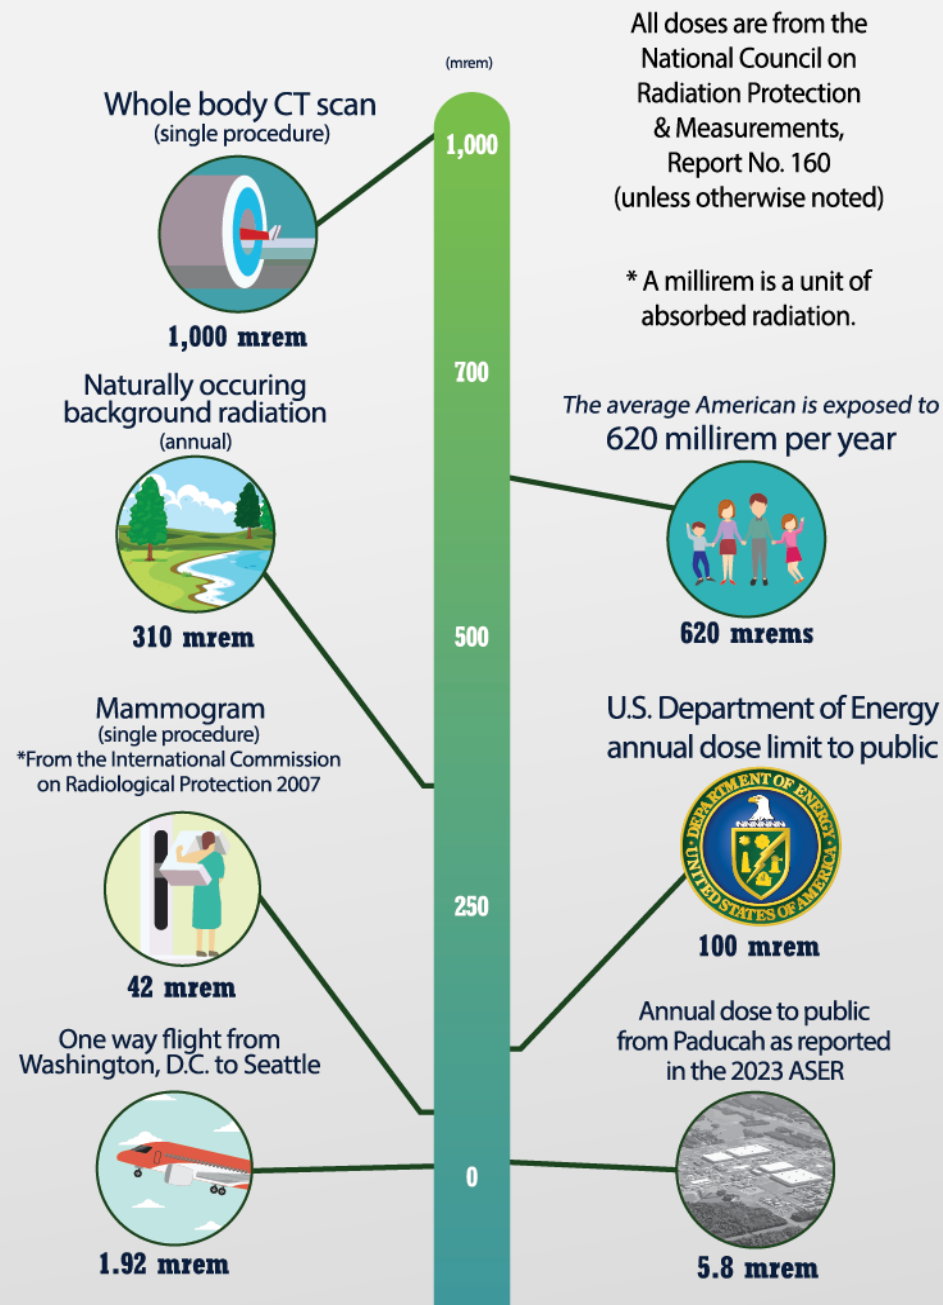 (mrem)
1,000
700
500
250
0
All doses are from the
National Council on
Radiation Protection
& Measurements,
Report No. 160
(unless otherwise noted)
* A millirem is a unit of
absorbed radiation.
Whole body CT scan
(single procedure)
1,000 mrem
Naturally occuring
background radiation
(annual)
310 mrem
The average American is exposed to
620 millirem per year
620 mrems
Mammogram
(single procedure)
*From the International Commission
on Radiological Protection 2007
42 mrem
U.S. Department of Energy
annual dose limit to public
DEPARTMENT OF ENERGY
UNITED STATES OF AMERICA
100 mrem
One way flight from
Washington, D.C. to Seattle
1.92 mrem
Annual dose to public
from Paducah as reported
in the 2023 ASER
5.8 mrem